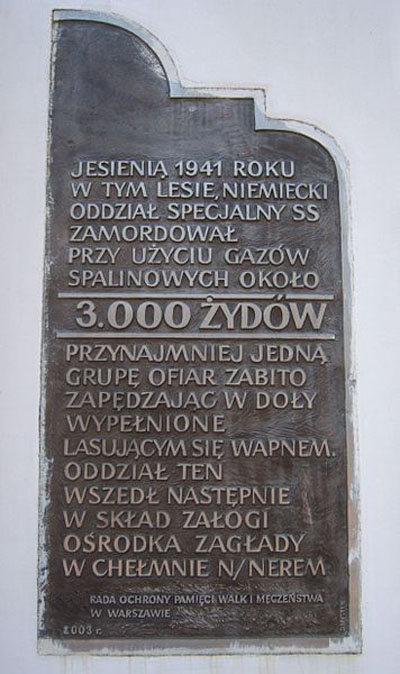 JESIENIĄ 1941 ROKU
W TYM LESIE, NIEMIECKI
ODDZIAŁ SPECJALNY SS
ZAMORDOWAŁ
PRZY UŻYCIU GAZÓW
SPALINOWYCH OKOŁO
3.000 ŻYDÓW
PRZYNAJMNIEJ JEDNĄ
GRUPĘ OFIAR ZABITO
ZAPĘDZAJĄC W DOŁY
WYPEŁNIONE
LASUJĄCYM SIĘ WAPNEM.
ODDZIAŁ TEN
WSZEDŁ NASTĘPNIE
W SKŁAD ZAŁOGI
OŚRODKA ZAGŁADY
W CHEŁMNIE N/NEREM
RADA OCHRONY PAMIĘCI WALK I MĘCZEŃSTWA
W WARSZAWIE
2003 r.